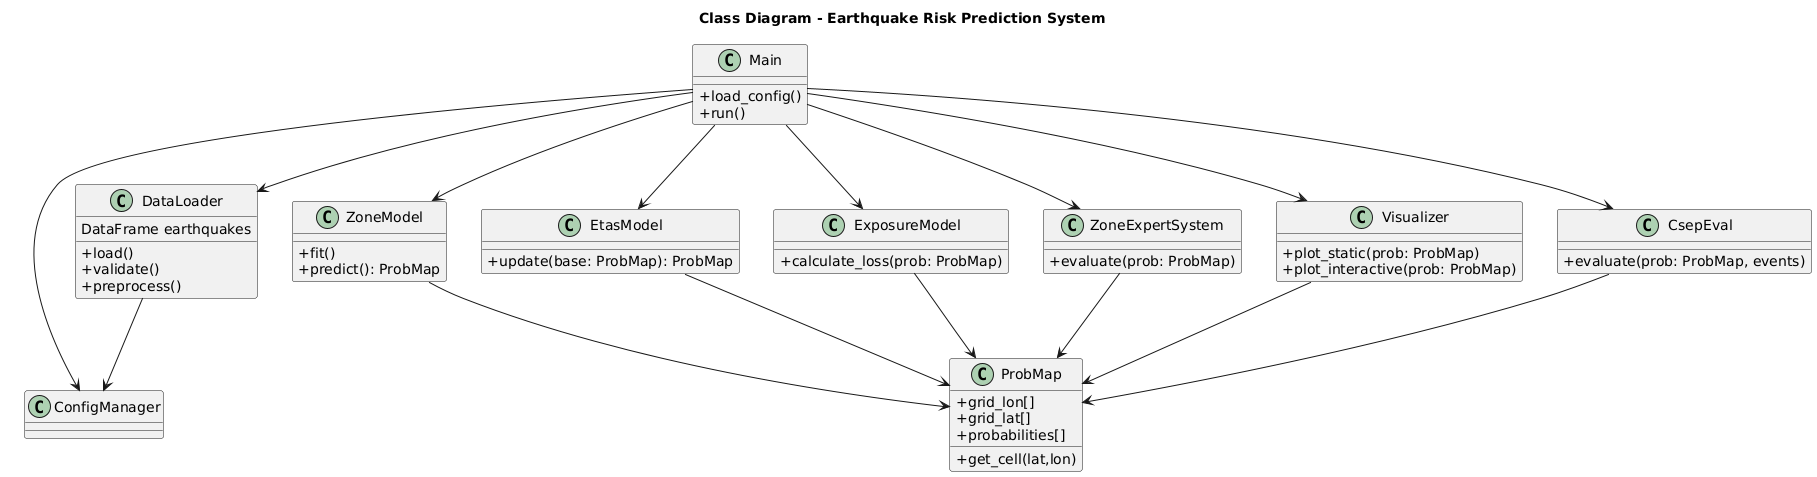 Class Diagram - Earthquake Risk Prediction System
C Main
+load_config()
+run()
C DataLoader
DataFrame earthquakes
+load()
+validate()
+preprocess()
C ZoneModel
+fit()
+predict(): ProbMap
C EtasModel
+update(base: ProbMap): ProbMap
C ExposureModel
+calculate_loss(prob: ProbMap)
C ZoneExpertSystem
+evaluate(prob: ProbMap)
C Visualizer
+plot_static(prob: ProbMap)
+plot_interactive(prob: ProbMap)
C CsepEval
+evaluate(prob: ProbMap, events)
C ConfigManager
C ProbMap
+grid_lon[]
+grid_lat[]
+probabilities[]
+get_cell(lat,lon)